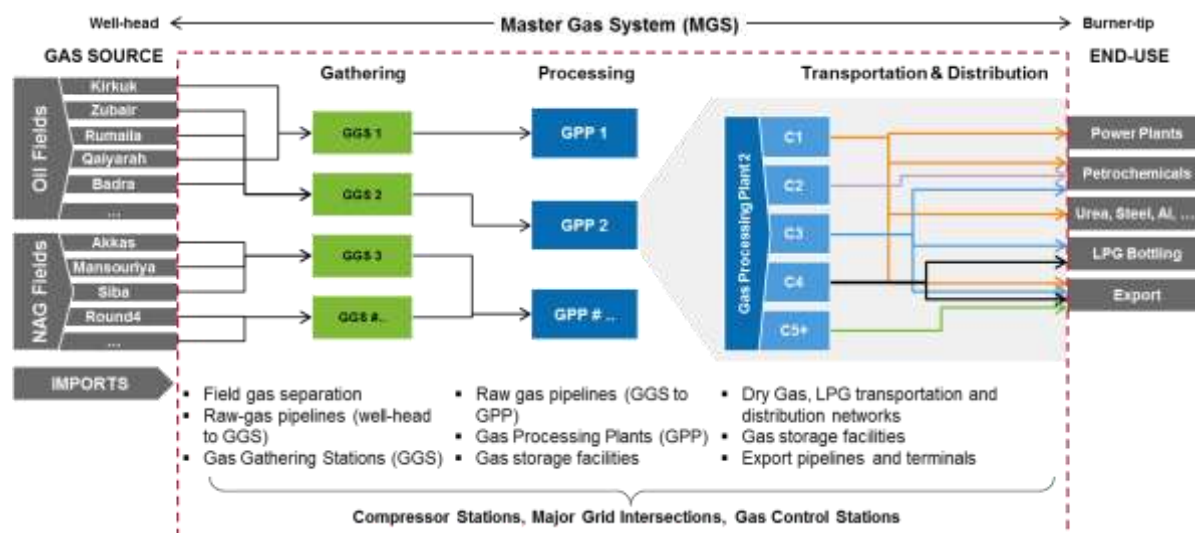 Well-head
Master Gas System (MGS)
Burner-tip
GAS SOURCE
END-USE
Gathering
Processing
Transportation & Distribution
Oil Fields
Kirkuk
Zubair
Rumaila
Qaiyarah
Badra
...
NAG Fields
Akkas
Mansouriya
Siba
Round4
...
IMPORTS
GGS 1
GGS 2
GGS 3
GGS #..
GPP 1
GPP 2
GPP # ..
Gas Processing Plant 2
C1
C2
C3
C4
C5+
Power Plants
Petrochemicals
Urea, Steel, Al, ...
LPG Bottling
Export
▪ Field gas separation
▪ Raw-gas pipelines (well-head
to GGS)
▪ Gas Gathering Stations (GGS)
▪ Raw gas pipelines (GGS to
GPP)
▪ Gas Processing Plants (GPP)
▪ Gas storage facilities
▪ Dry Gas, LPG transportation and
distribution networks
▪ Gas storage facilities
▪ Export pipelines and terminals
Compressor Stations, Major Grid Intersections, Gas Control Stations